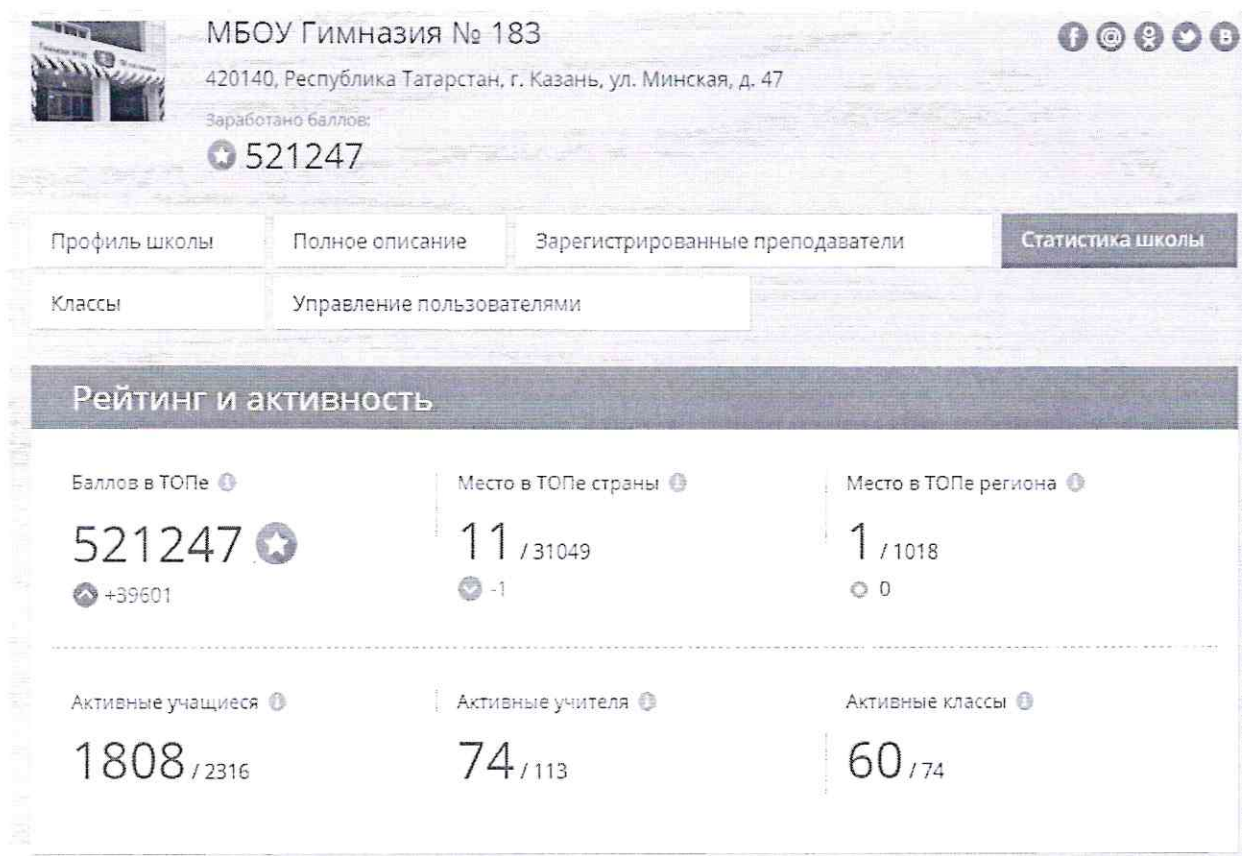 МБОУ Гимназия № 183
420140, Республика Татарстан, г. Казань, ул. Минская, д. 47
Заработано баллов:
521247
Профиль школы
Полное описание
Зарегистрированные преподаватели
Статистика школы
Классы
Управление пользователями
Рейтинг и активность
Баллов в ТОПе
Место в ТОПе страны
Место в ТОПе региона
521247
11 / 31049
1 / 1018
+39601
-1
0
Активные учащиеся
Активные учителя
Активные классы
1808 / 2316
74 / 113
60 / 74